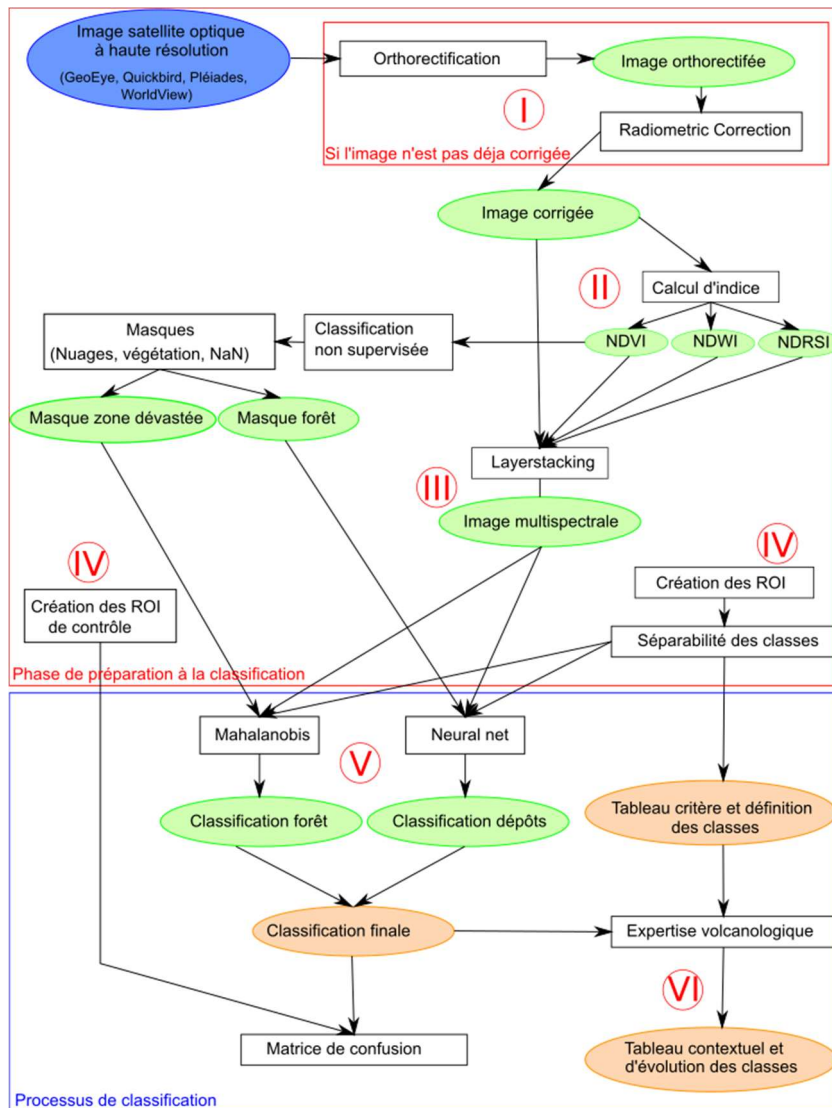 Image satellite optique
à haute résolution
(GeoEye, Quickbird, Pléiades,
WorldView)
Orthorectification
Image orthorectifée
I
Radiometric Correction
Si l'image n'est pas déja corrigée
Image corrigée
II
Calcul d'indice
Masques
(Nuages, végétation, NaN)
Classification
non supervisée
NDVI
NDWI
NDRSI
Masque zone dévastée
Masque forêt
Layerstacking
III
Image multispectrale
IV
Création des ROI
de contrôle
IV
Création des ROI
Séparabilité des classes
Phase de préparation à la classification
Mahalanobis
Neural net
V
Classification forêt
Classification dépôts
Tableau critère et définition
des classes
Classification finale
Expertise volcanologique
VI
Matrice de confusion
Tableau contextuel et
d'évolution des classes
Processus de classification